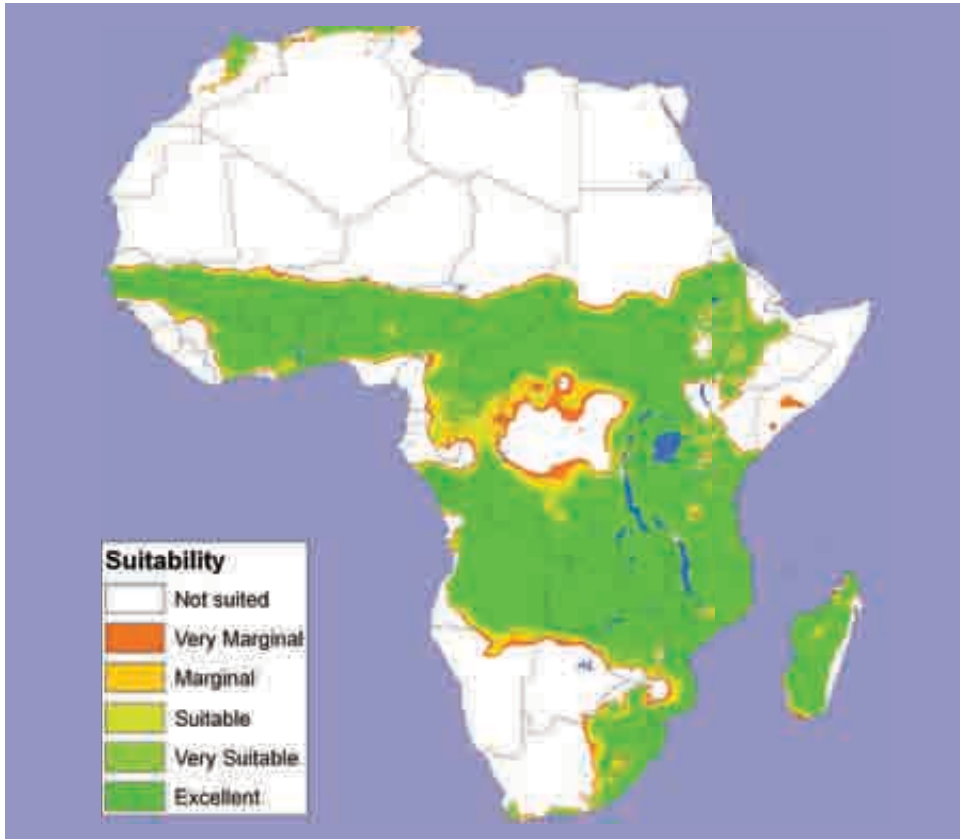 Suitability
Not suited
Very Marginal
Marginal
Suitable
Very Suitable
Excellent